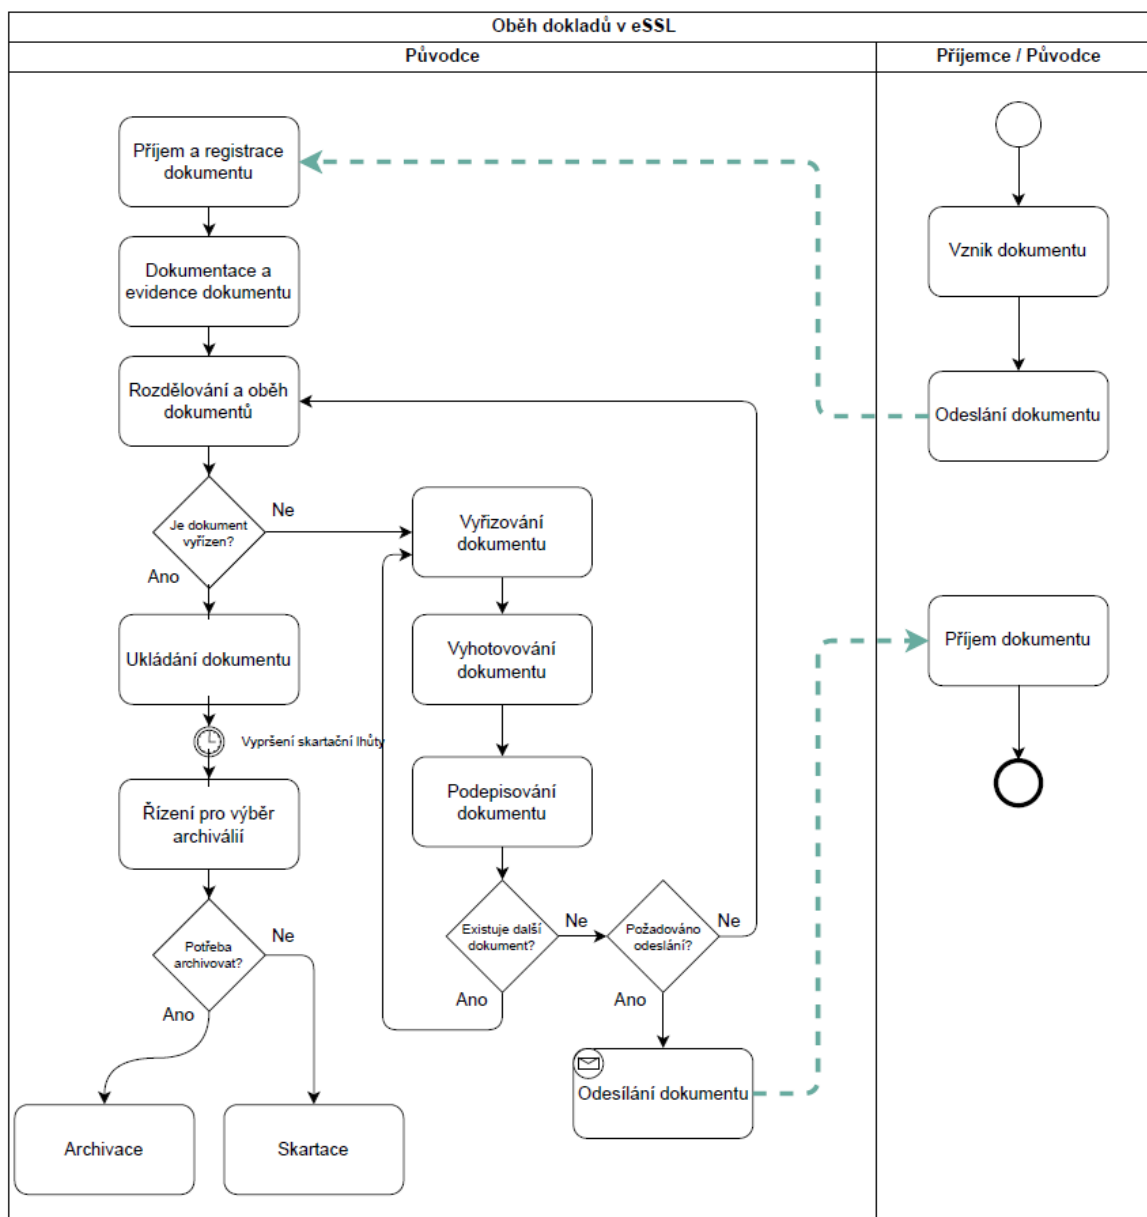 Oběh dokladů v eSSL
Původce
Příjemce / Původce
Příjem a registrace
dokumentu
Dokumentace a
evidence dokumentu
Rozdělování a oběh
dokumentů
Je dokument
vyřízen?
Ne
Ano
Ukládání dokumentu
Vypršení skartační lhůty
Řízení pro výběr
archiválií
Potřeba
archivovat?
Ne
Ano
Archivace
Skartace
Vyřizování
dokumentu
Vyhotovování
dokumentu
Podepisování
dokumentu
Existuje další
dokument?
Ne
Ano
Požadováno
odeslání?
Ne
Ano
Odesílání dokumentu
Vznik dokumentu
Odeslání dokumentu
Příjem dokumentu